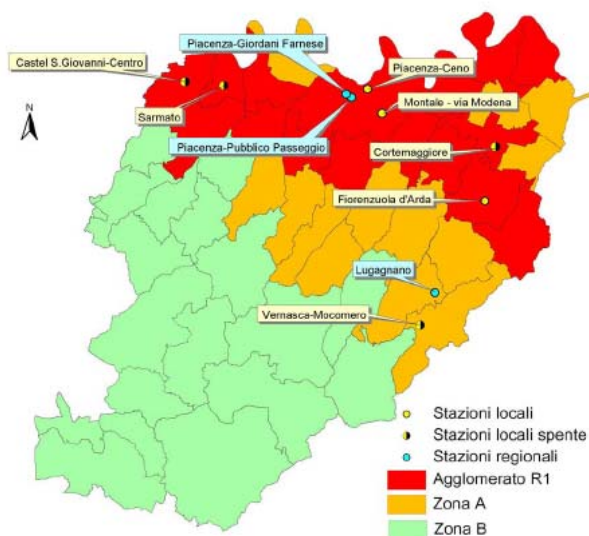 Piacenza-Giordani Farnese
Castel S.Giovanni-Centro
Piacenza-Ceno
Montale - via Modena
Sarmato
Piacenza-Pubblico Passeggio
Cortemaggiore
N
Fiorenzuola d'Arda
Lugagnano
Vernasca-Mocomero
Stazioni locali
Stazioni locali spente
Stazioni regionali
Agglomerato R1
Zona A
Zona B